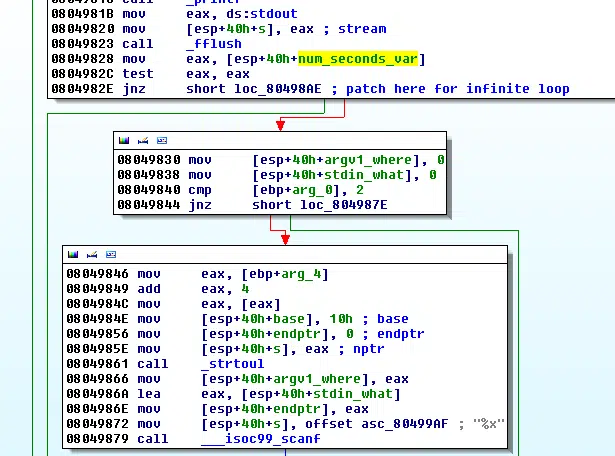 0804981B mov     eax, ds:stdout
08049820 mov     [esp+40h+s], eax ; stream
08049823 call    _fflush
08049828 mov     eax, [esp+40h+num_seconds_var]
0804982C test    eax, eax
0804982E jnz     short loc_80498AE ; patch here for infinite loop
08049830 mov     [esp+40h+argv1_where], 0
08049838 mov     [esp+40h+stdin_what], 0
08049840 cmp     [ebp+arg_0], 2
08049844 jnz     short loc_804987E
08049846 mov     eax, [ebp+arg_4]
08049849 add     eax, 4
0804984C mov     eax, [eax]
0804984E mov     [esp+40h+base], 10h ; base
08049856 mov     [esp+40h+endptr], 0 ; endptr
0804985E mov     [esp+40h+s], eax ; nptr
08049861 call    _strtoul
08049866 mov     [esp+40h+argv1_where], eax
0804986A lea     eax, [esp+40h+stdin_what]
0804986E mov     [esp+40h+endptr], eax
08049872 mov     [esp+40h+s], offset asc_80499AF ; "%x"
08049879 call    ___isoc99_scanf